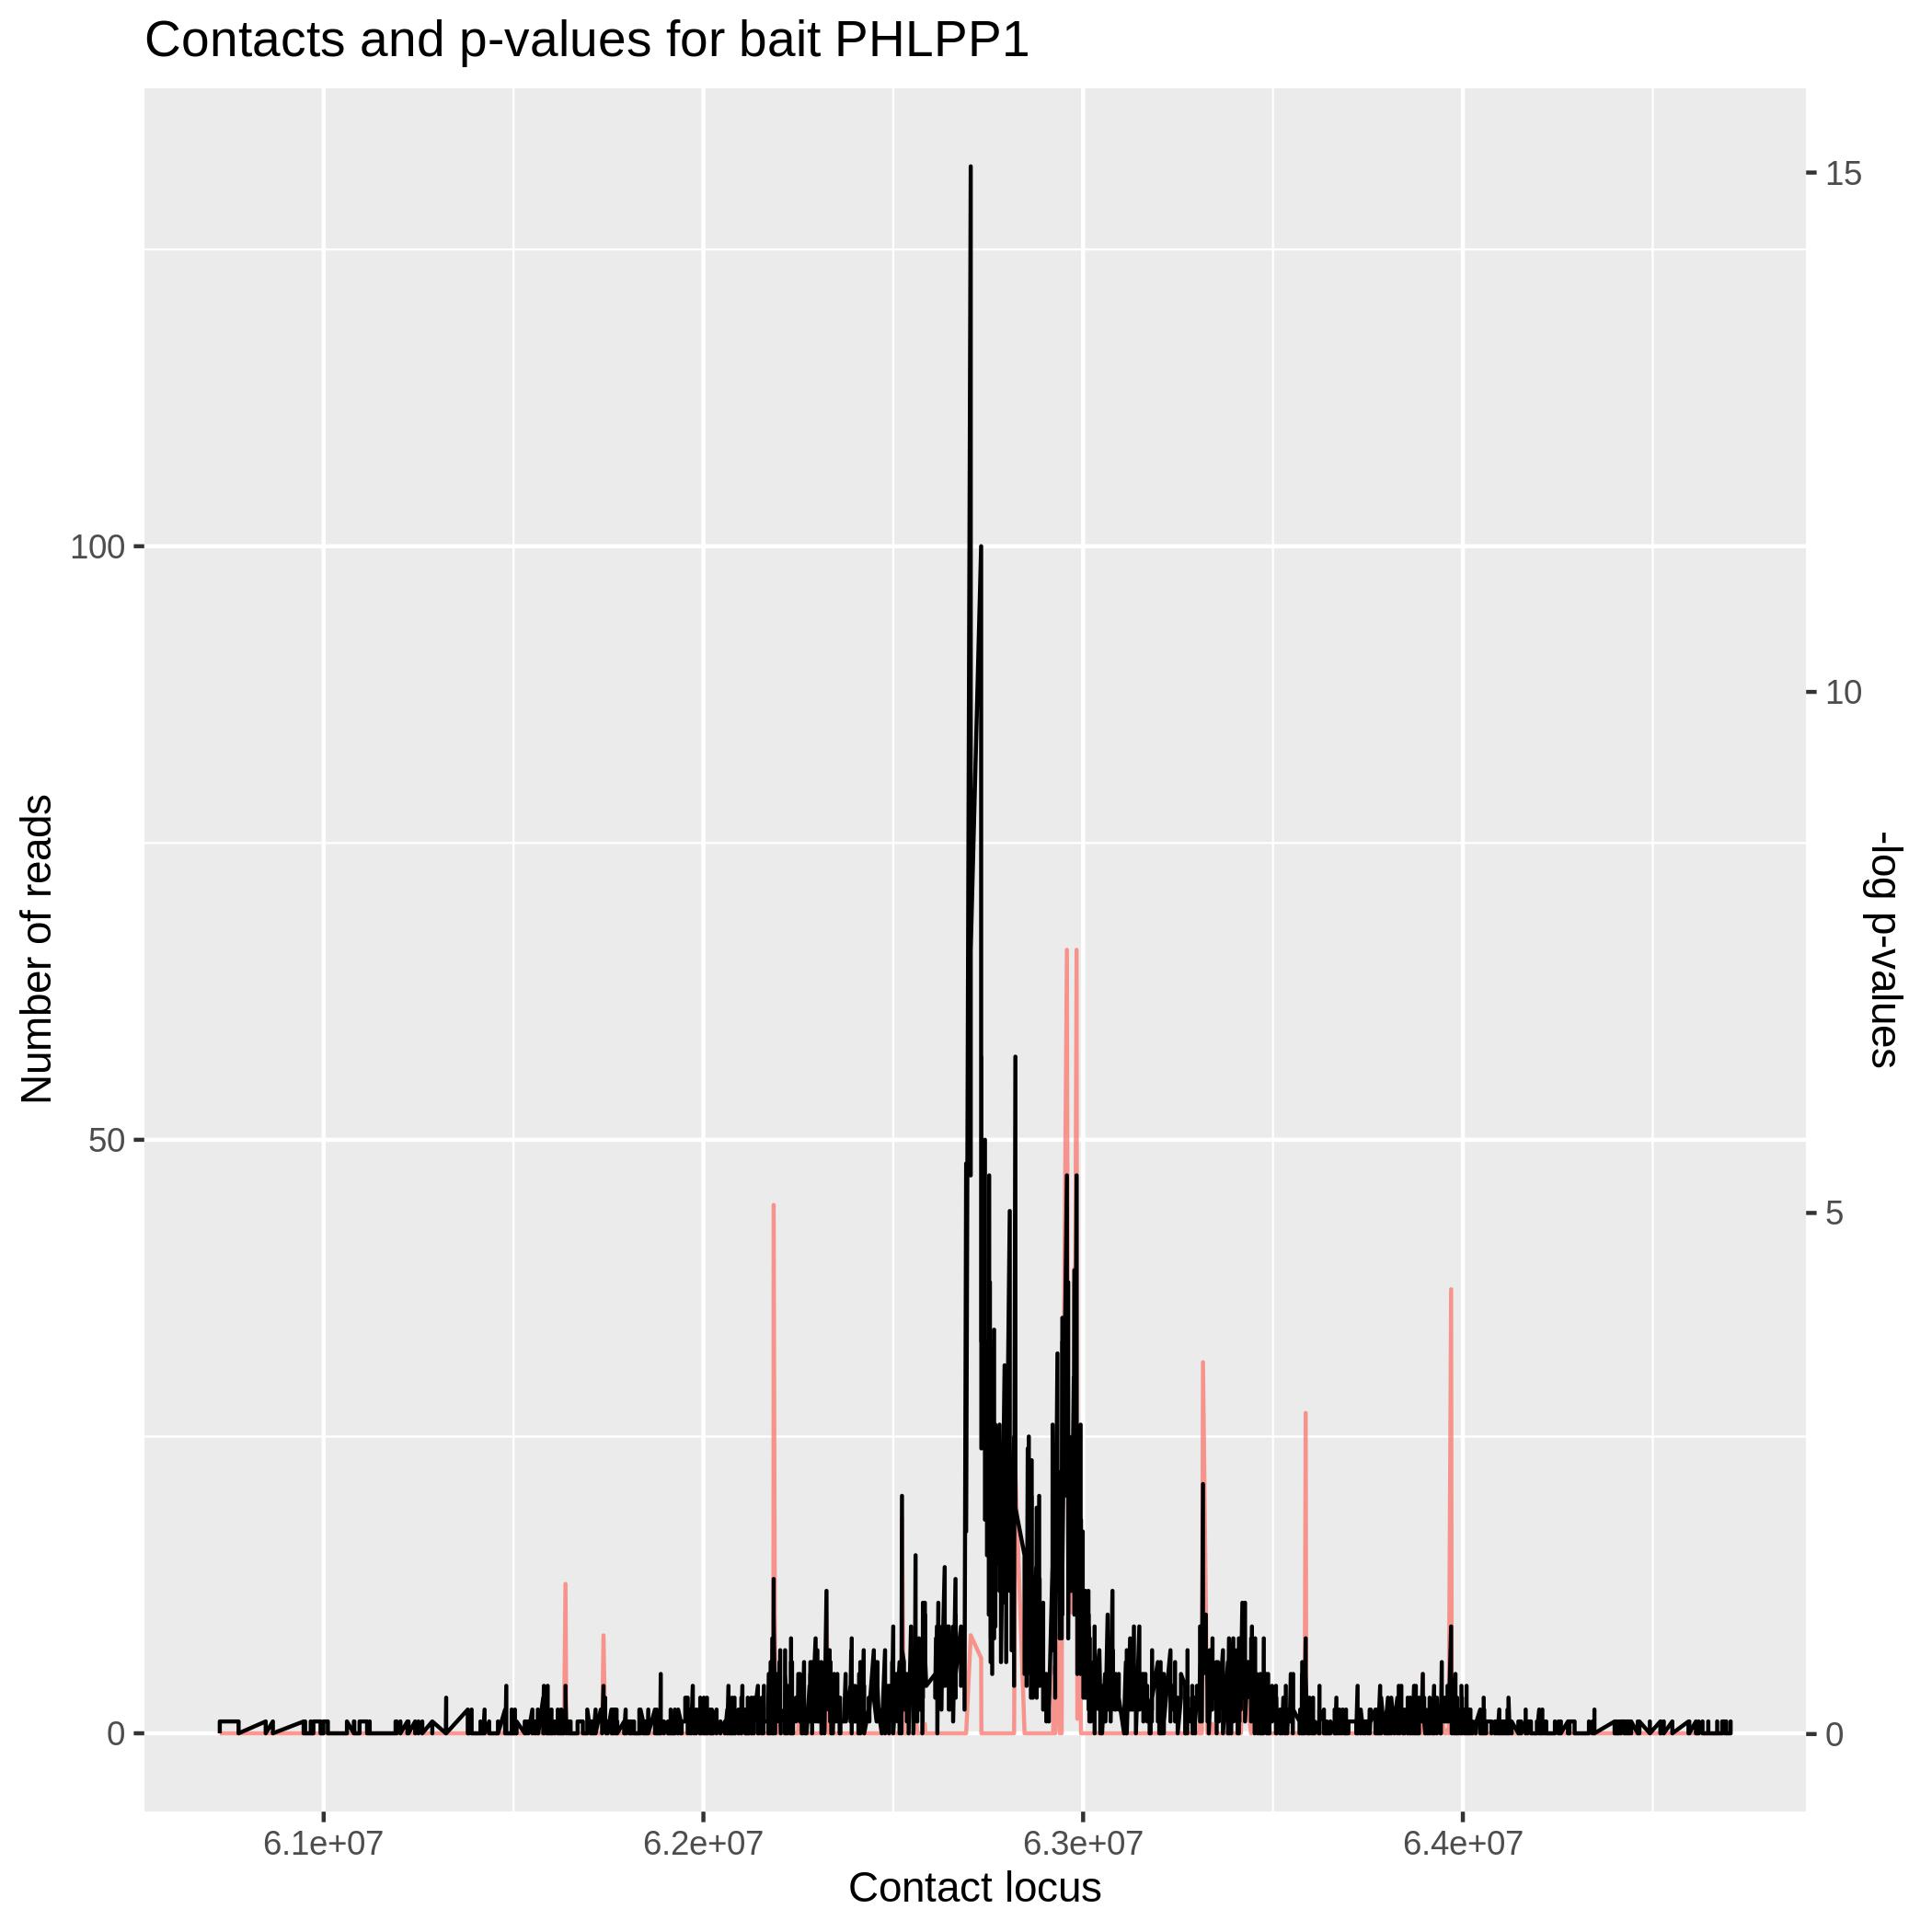 Contacts and p-values for bait PHLPP1
15
100
10
Number of reads
-log p-values
50
5
0
0
6.1e+07
6.2e+07
6.3e+07
6.4e+07
Contact locus